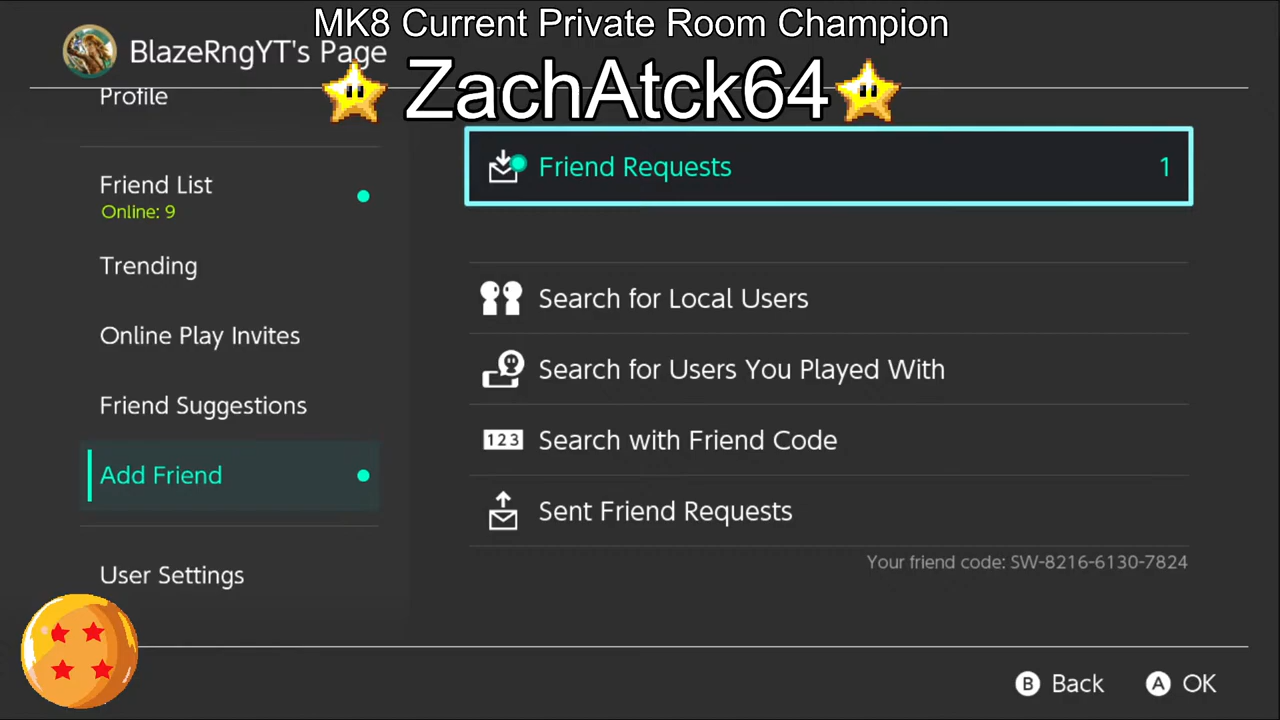 MK8 Current Private Room Champion
BlazeRngYT's Page
ZachAtck64
Profile
Friend List
Online: 9
Trending
Online Play Invites
Friend Suggestions
Add Friend
User Settings
Friend Requests 1
Search for Local Users
Search for Users You Played With
123 Search with Friend Code
Sent Friend Requests
Your friend code: SW-8216-6130-7824
B Back A OK